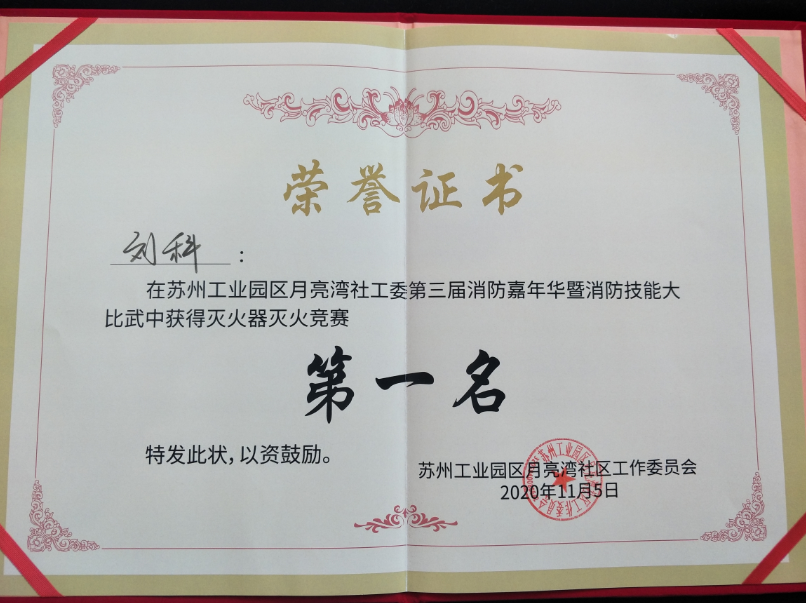 荣誉证书
刘科：
在苏州工业园区月亮湾社工委第三届消防嘉年华暨消防技能大
比武中获得灭火器灭火竞赛
第一名
特发此状，以资鼓励。
苏州工业园区月亮湾社区工作委员会
2020年11月5日